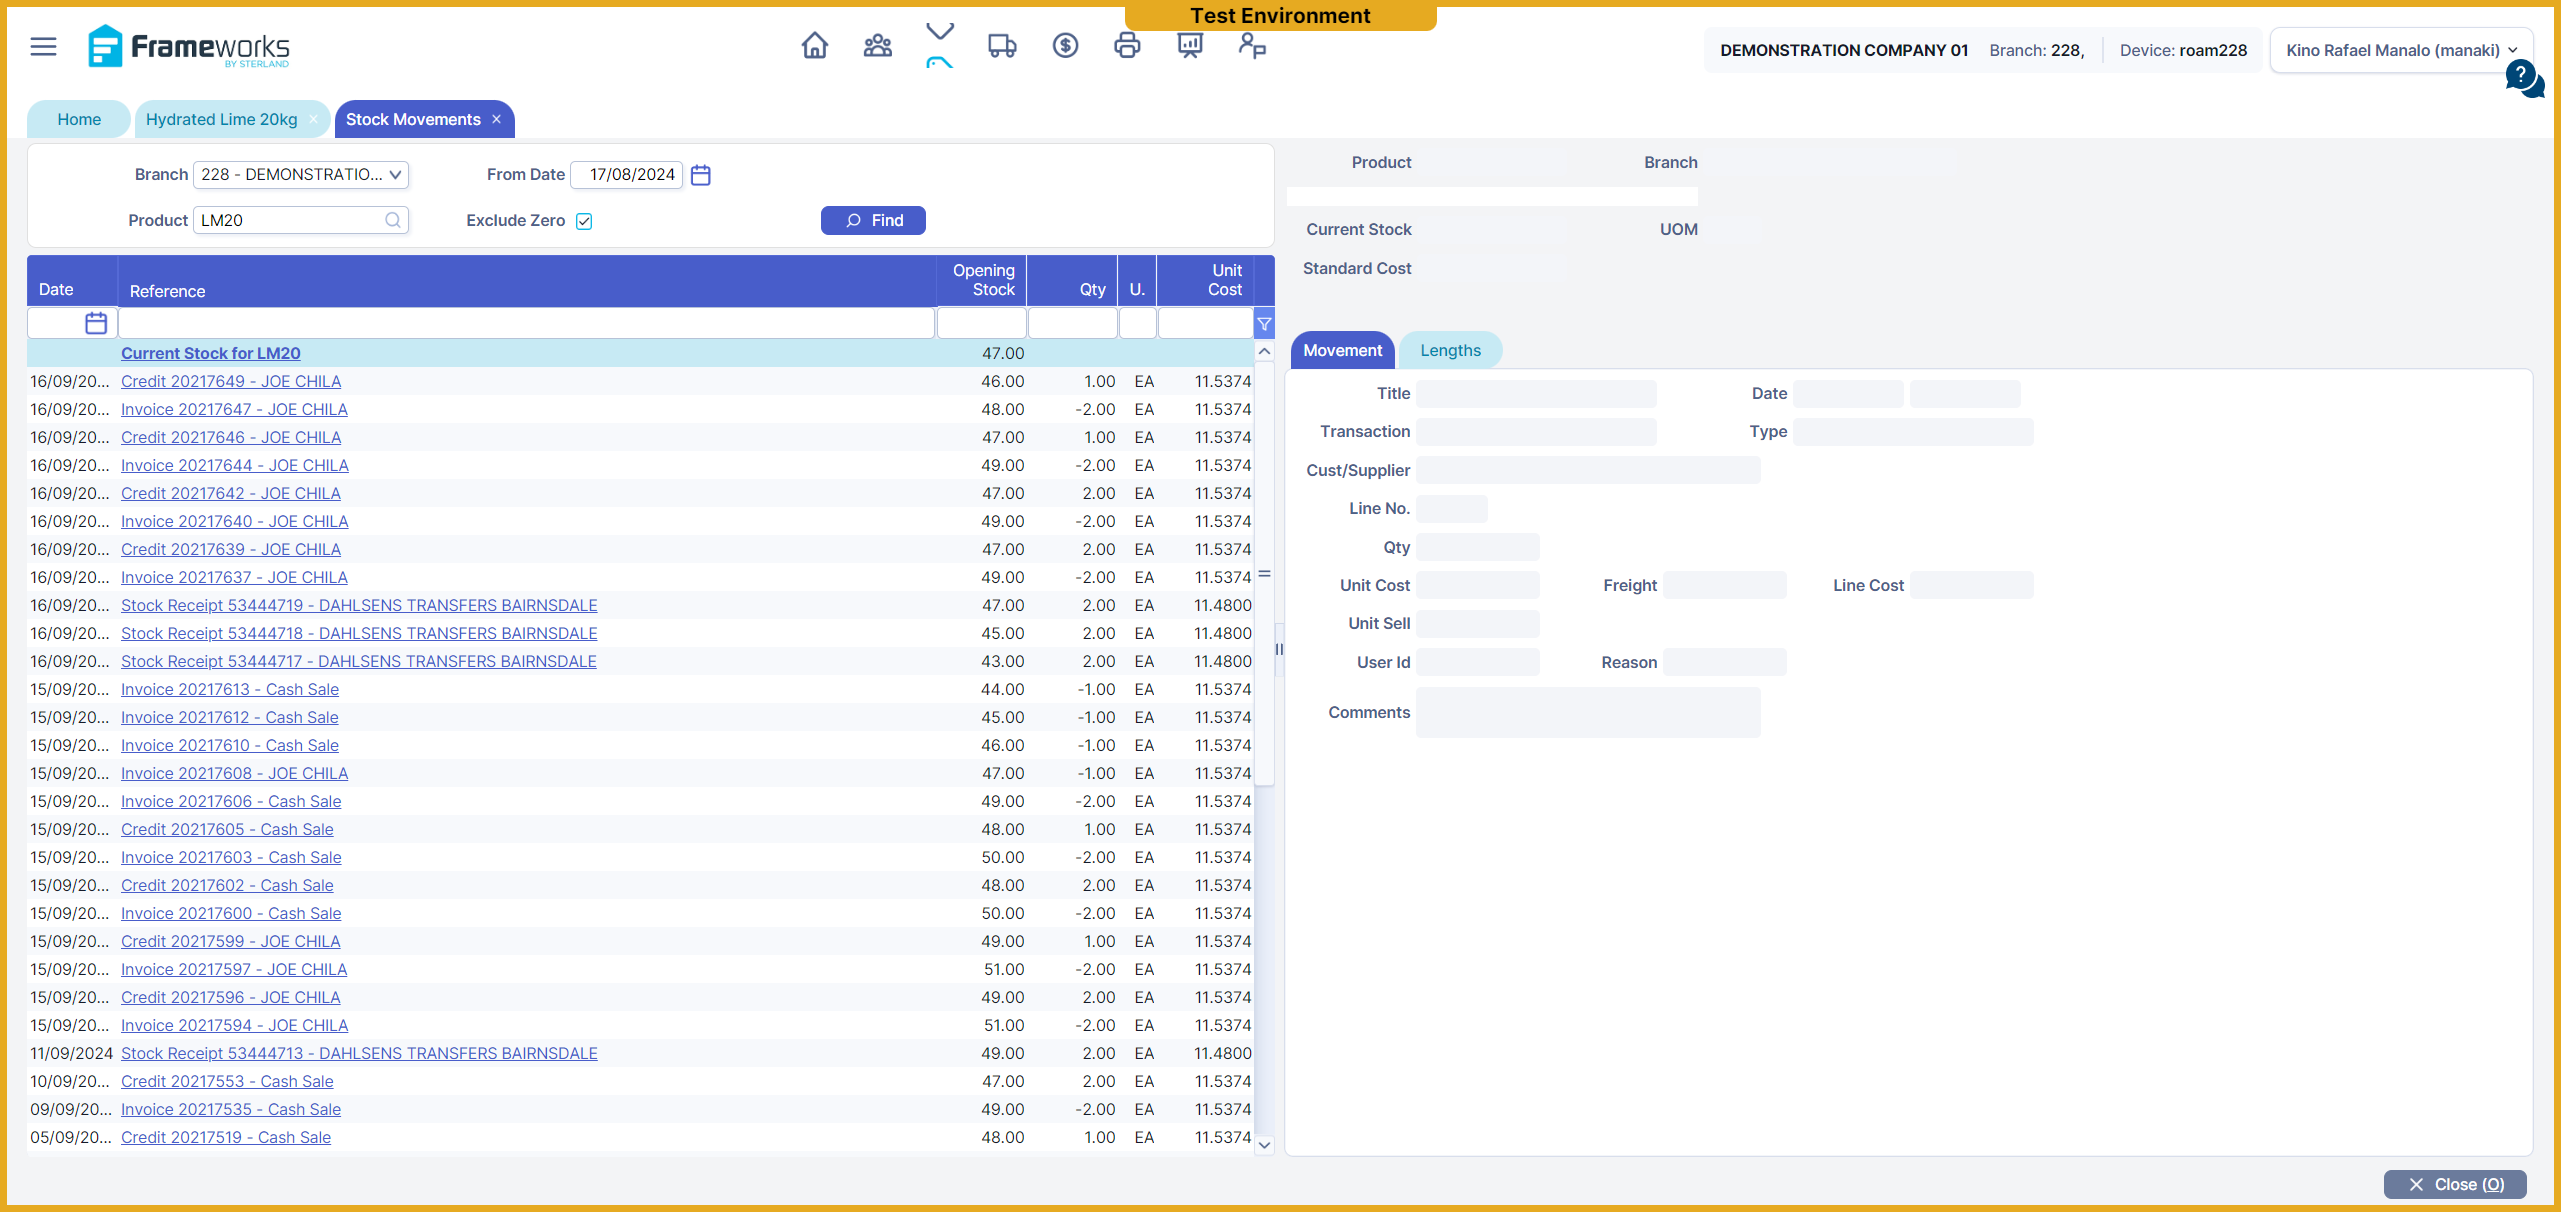 Test Environment
Frameworks
BY STERLAND
DEMONSTRATION COMPANY 01 Branch: 228, Device: roam228 Kino Rafael Manalo (manaki)
?
Home Hydrated Lime 20kg × Stock Movements ×
Branch 228 - DEMONSTRATIO... From Date 17/08/2024
Product LM20 Exclude Zero Find
Date Reference Opening Stock Qty U. Unit Cost
Current Stock for LM20 47.00
16/09/20... Credit 20217649 - JOE CHILA 46.00 1.00 EA 11.5374
16/09/20... Invoice 20217647 - JOE CHILA 48.00 -2.00 EA 11.5374
16/09/20... Credit 20217646 - JOE CHILA 47.00 1.00 EA 11.5374
16/09/20... Invoice 20217644 - JOE CHILA 49.00 -2.00 EA 11.5374
16/09/20... Credit 20217642 - JOE CHILA 47.00 2.00 EA 11.5374
16/09/20... Invoice 20217640 - JOE CHILA 49.00 -2.00 EA 11.5374
16/09/20... Credit 20217639 - JOE CHILA 47.00 2.00 EA 11.5374
16/09/20... Invoice 20217637 - JOE CHILA 49.00 -2.00 EA 11.5374
16/09/20... Stock Receipt 53444719 - DAHLSENS TRANSFERS BAIRNSDALE 47.00 2.00 EA 11.4800
16/09/20... Stock Receipt 53444718 - DAHLSENS TRANSFERS BAIRNSDALE 45.00 2.00 EA 11.4800
16/09/20... Stock Receipt 53444717 - DAHLSENS TRANSFERS BAIRNSDALE 43.00 2.00 EA 11.4800
15/09/20... Invoice 20217613 - Cash Sale 44.00 -1.00 EA 11.5374
15/09/20... Invoice 20217612 - Cash Sale 45.00 -1.00 EA 11.5374
15/09/20... Invoice 20217610 - Cash Sale 46.00 -1.00 EA 11.5374
15/09/20... Invoice 20217608 - JOE CHILA 47.00 -1.00 EA 11.5374
15/09/20... Invoice 20217606 - Cash Sale 49.00 -2.00 EA 11.5374
15/09/20... Credit 20217605 - Cash Sale 48.00 1.00 EA 11.5374
15/09/20... Invoice 20217603 - Cash Sale 50.00 -2.00 EA 11.5374
15/09/20... Credit 20217602 - Cash Sale 48.00 2.00 EA 11.5374
15/09/20... Invoice 20217600 - Cash Sale 50.00 -2.00 EA 11.5374
15/09/20... Credit 20217599 - JOE CHILA 49.00 1.00 EA 11.5374
15/09/20... Invoice 20217597 - JOE CHILA 51.00 -2.00 EA 11.5374
15/09/20... Credit 20217596 - JOE CHILA 49.00 2.00 EA 11.5374
15/09/20... Invoice 20217594 - JOE CHILA 51.00 -2.00 EA 11.5374
11/09/2024 Stock Receipt 53444713 - DAHLSENS TRANSFERS BAIRNSDALE 49.00 2.00 EA 11.4800
10/09/20... Credit 20217553 - Cash Sale 47.00 2.00 EA 11.5374
09/09/20... Invoice 20217535 - Cash Sale 49.00 -2.00 EA 11.5374
05/09/20... Credit 20217519 - Cash Sale 48.00 1.00 EA 11.5374
Product Branch
Current Stock UOM
Standard Cost
Movement Lengths
Title Date
Transaction Type
Cust/Supplier
Line No.
Qty
Unit Cost Freight Line Cost
Unit Sell
User Id Reason
Comments
Close (O)